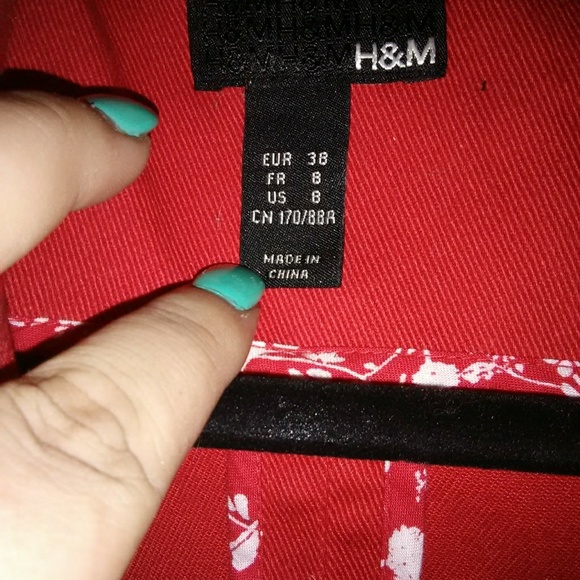 H&M H&M H&M
H&M H&M H&M
EUR 38
FR 8
US 8
CN 170/88A
MADE IN
CHINA